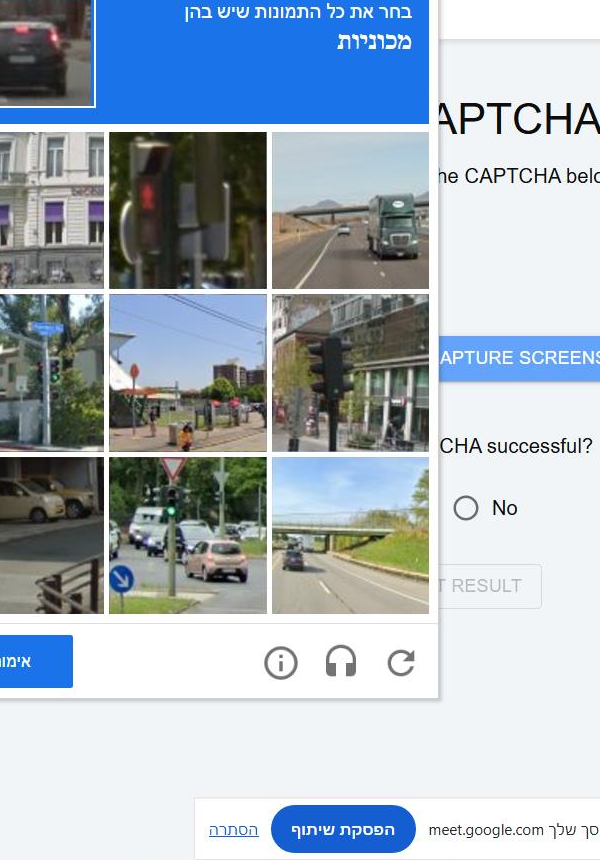 בחר את כל התמונות שיש בהן
מכוניות
APTCHA
he CAPTCHA belo
APTURE SCREENS
CHA successful?
No
T RESULT
אימו
סך שלך meet.google.com
הפסקת שיתוף
הסתרה